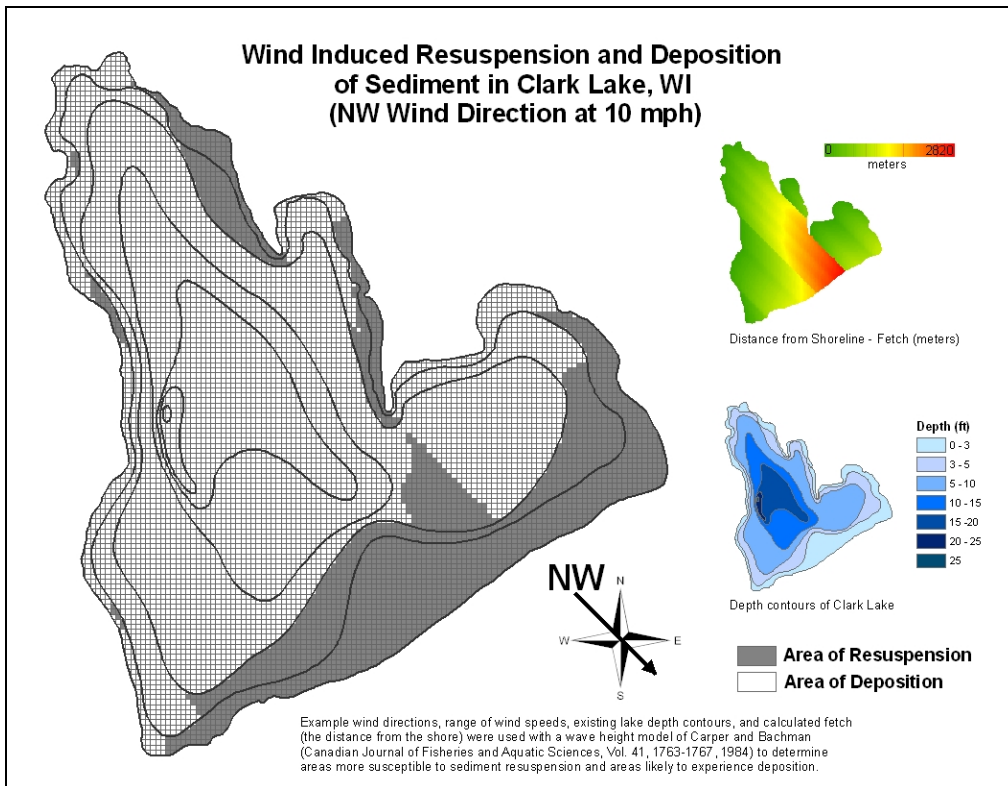 Wind Induced Resuspension and Deposition
of Sediment in Clark Lake, WI
(NW Wind Direction at 10 mph)
0 2820
meters
Distance from Shoreline - Fetch (meters)
Depth (ft)
0 - 3
3 - 5
5 - 10
10 - 15
15 -20
20 - 25
25
Depth contours of Clark Lake
NW
N
W E
S
Area of Resuspension
Area of Deposition
Example wind directions, range of wind speeds, existing lake depth contours, and calculated fetch
(the distance from the shore) were used with a wave height model of Carper and Bachman
(Canadian Journal of Fisheries and Aquatic Sciences, Vol. 41, 1763-1767, 1984) to determine
areas more susceptible to sediment resuspension and areas likely to experience deposition.